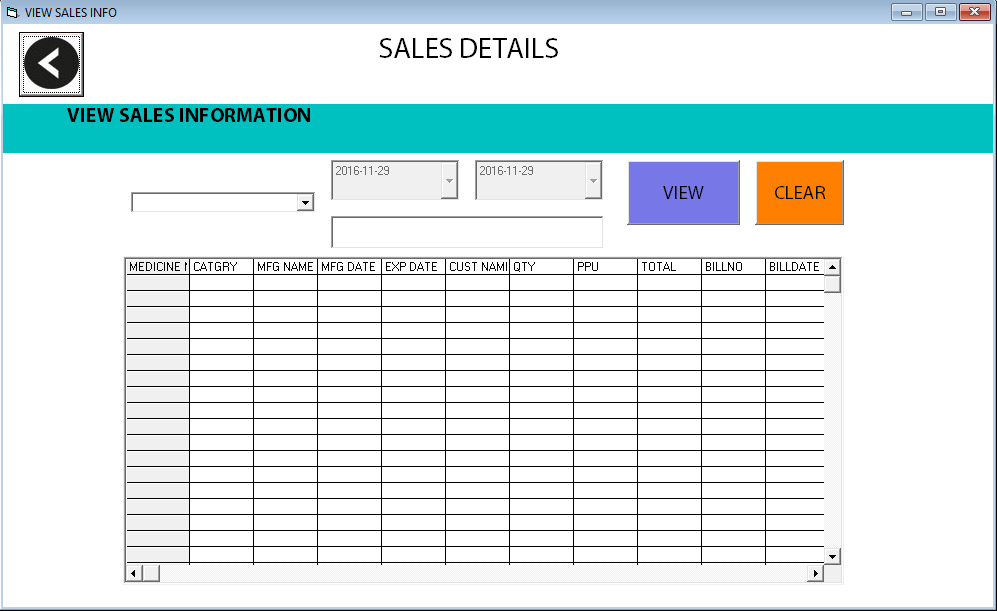 VIEW SALES INFO
SALES DETAILS
VIEW SALES INFORMATION
2016-11-29 2016-11-29 VIEW CLEAR
MEDICINE CATGRY MFG NAME MFG DATE EXP DATE CUST NAM QTY PPU TOTAL BILLNO BILLDATE